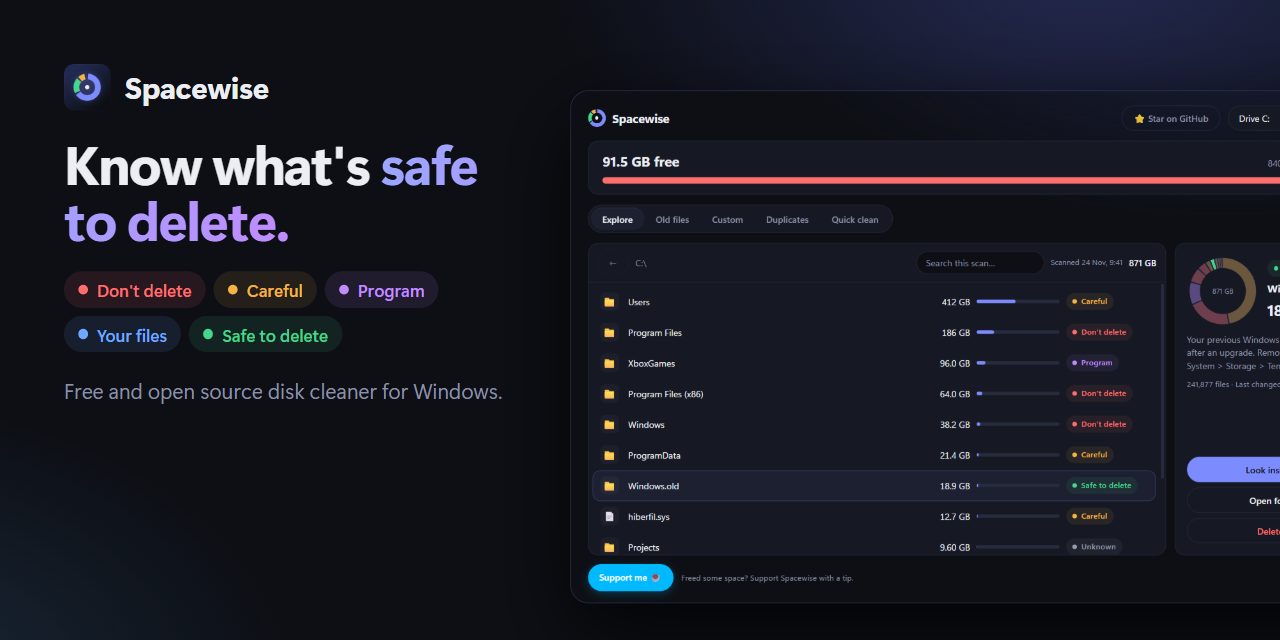 Spacewise
Know what's safe
to delete.
Don't delete
Careful
Program
Your files
Safe to delete
Free and open source disk cleaner for Windows.
Spacewise
Star on GitHub
Drive C:
91.5 GB free
840
Explore
Old files
Custom
Duplicates
Quick clean
← C:\
Search this scan...
Scanned 24 Nov, 9:41 871 GB
Users 412 GB Careful
Program Files 186 GB Don't delete
XboxGames 96.0 GB Program
Program Files (x86) 64.0 GB Don't delete
Windows 38.2 GB Don't delete
ProgramData 21.4 GB Careful
Windows.old 18.9 GB Safe to delete
hiberfil.sys 12.7 GB Careful
Projects 9.60 GB Unknown
871 GB
Wi
18
Your previous Windows
after an upgrade. Remo
System > Storage > Ten
241,877 files · Last changed
Look ins
Open fo
Delete
Support me
Freed some space? Support Spacewise with a tip.